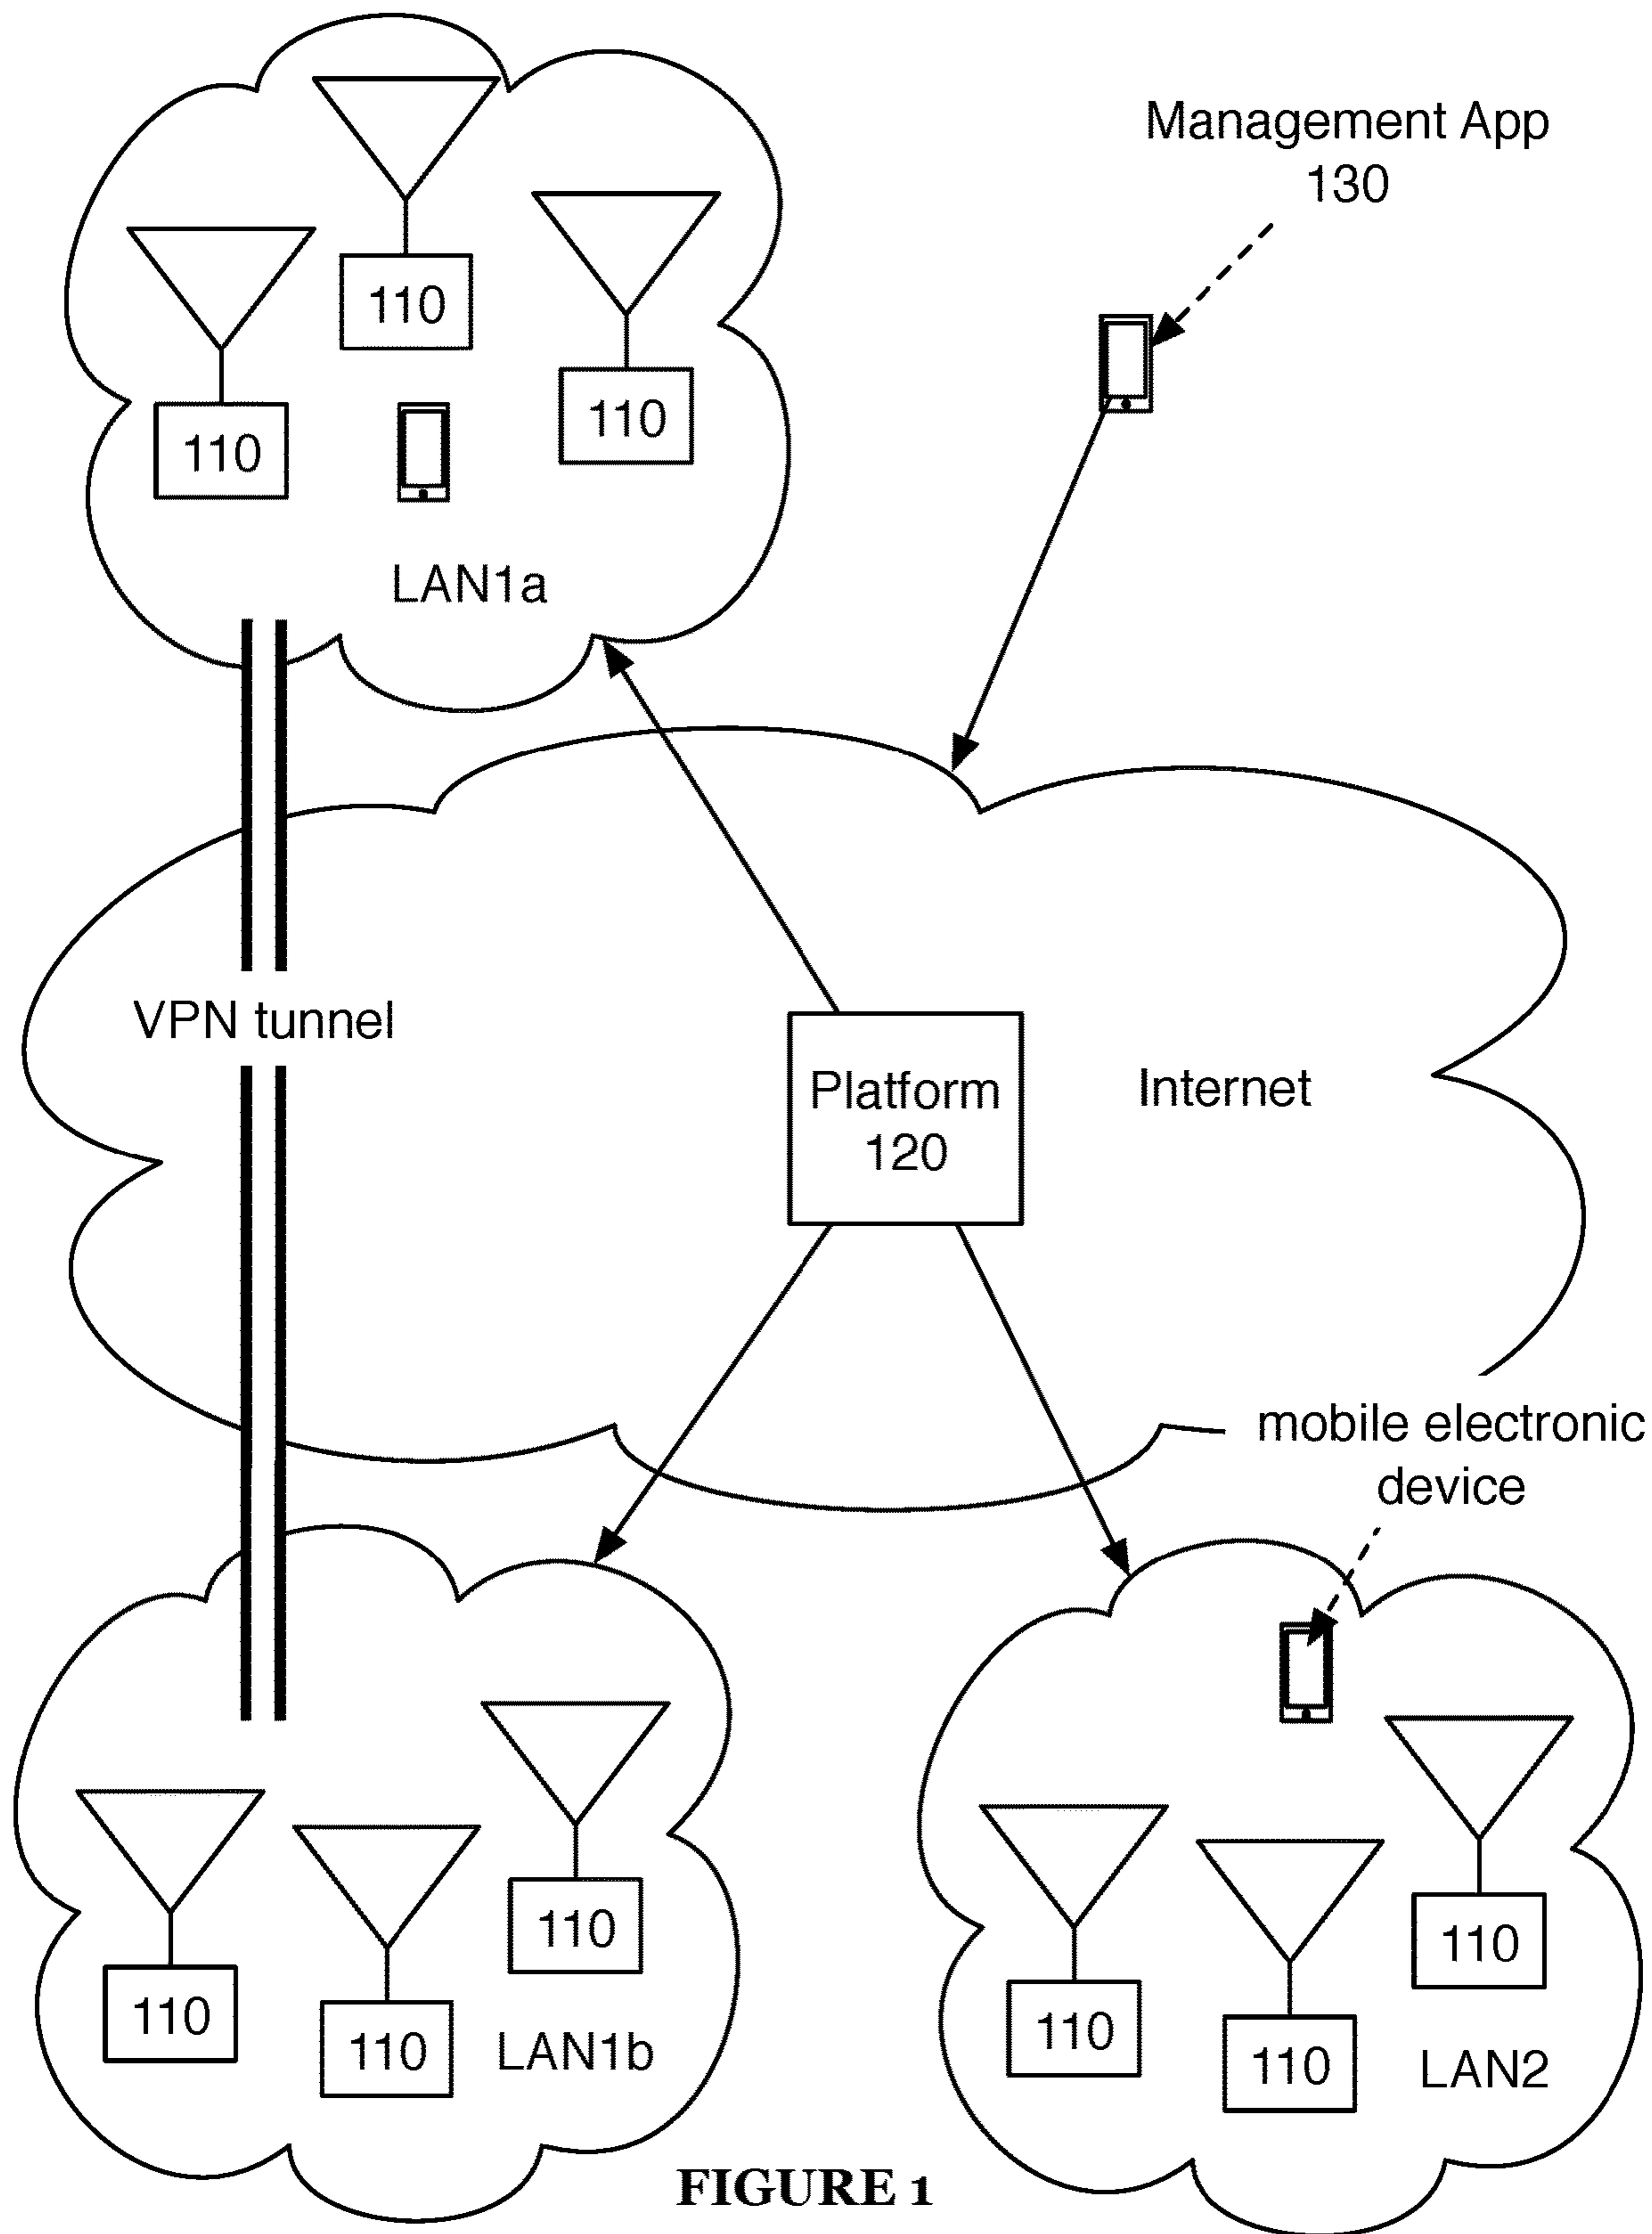 Management App
130
110
110
110
LAN1a
VPN tunnel
Platform
120
Internet
mobile electronic
device
110
110
110
LAN1b
110
110
110
LAN2
FIGURE 1